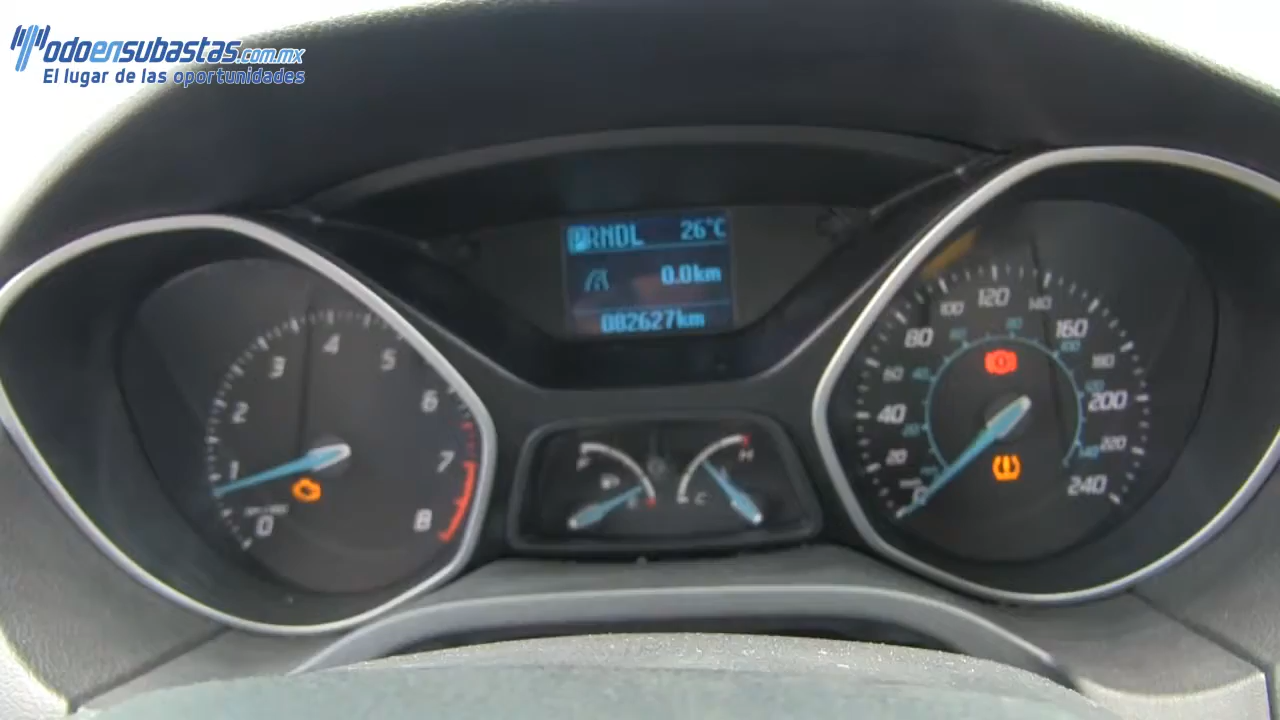 Todoensubastas.com.mx
El lugar de las oportunidades
PRNDL 26°C
0.0km
082627km
0
1
2
3
4
5
6
7
8
F
E
C
H
0
20
40
60
80
100
120
140
160
180
200
220
240